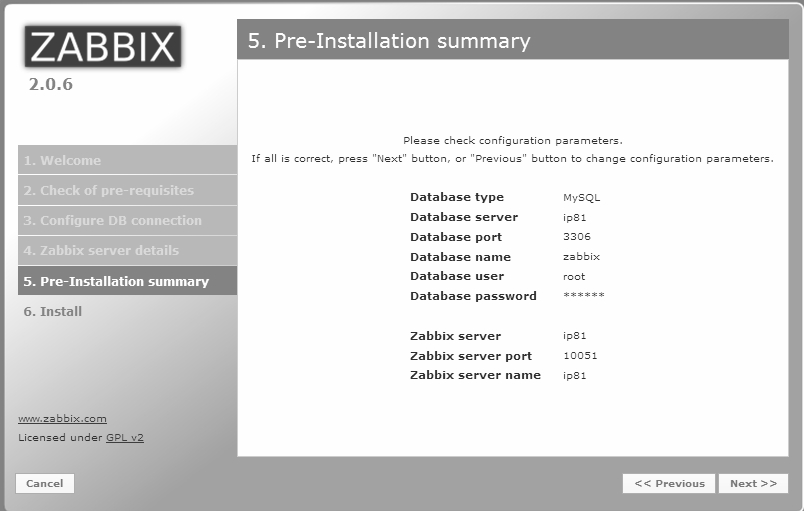 ZABBIX
2.0.6
1. Welcome
2. Check of pre-requisites
3. Configure DB connection
4. Zabbix server details
5. Pre-Installation summary
6. Install
www.zabbix.com
Licensed under GPL v2
Cancel
5. Pre-Installation summary
Please check configuration parameters.
If all is correct, press "Next" button, or "Previous" button to change configuration parameters.
Database type MySQL
Database server ip81
Database port 3306
Database name zabbix
Database user root
Database password ******
Zabbix server ip81
Zabbix server port 10051
Zabbix server name ip81
<< Previous
Next >>